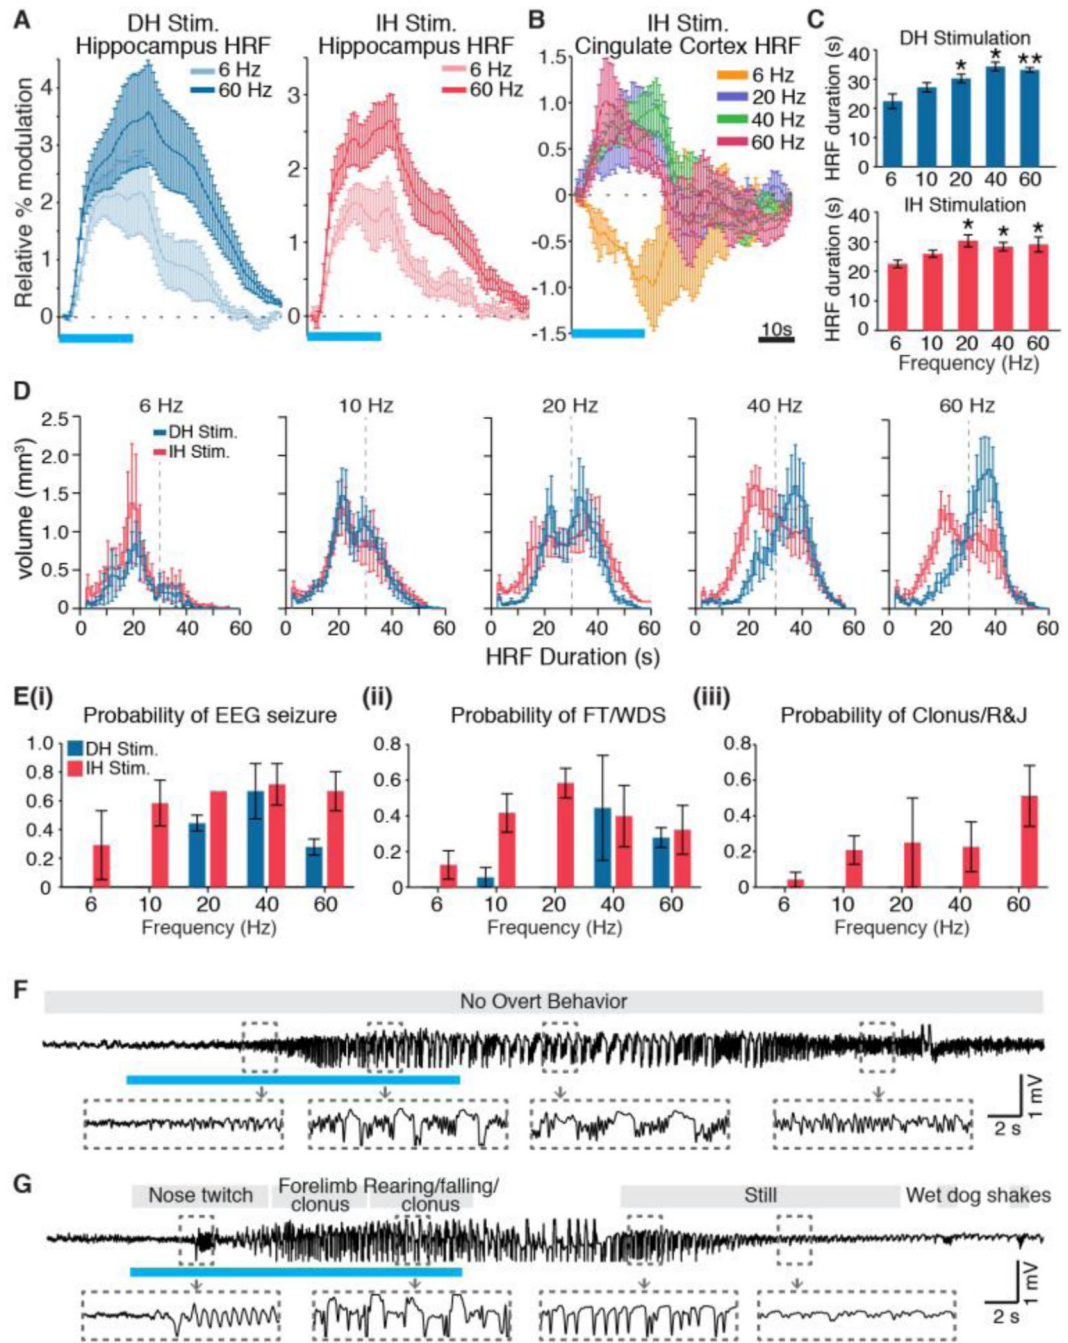 A
DH Stim.
Hippocampus HRF
6 Hz
60 Hz
Relative % modulation
4
3
2
1
0
IH Stim.
Hippocampus HRF
6 Hz
60 Hz
3
2
1
0
B
IH Stim.
Cingulate Cortex HRF
6 Hz
20 Hz
40 Hz
60 Hz
1.5
1.0
0.5
0
-0.5
-1.0
-1.5
10s
C
DH Stimulation
HRF duration (s)
40
30
20
10
0
* * **
6 10 20 40 60
IH Stimulation
HRF duration (s)
40
30
20
10
0
* * *
6 10 20 40 60
Frequency (Hz)
D
6 Hz 10 Hz 20 Hz 40 Hz 60 Hz
DH Stim.
IH Stim.
volume (mm³)
2.5
2.0
1.5
1.0
0.5
0
0 20 40 60 0 20 40 60 0 20 40 60 0 20 40 60 0 20 40 60
HRF Duration (s)
E(i)
Probability of EEG seizure
DH Stim.
IH Stim.
1.0
0.8
0.6
0.4
0.2
0
6 10 20 40 60
Frequency (Hz)
(ii)
Probability of FT/WDS
0.8
0.6
0.4
0.2
0
6 10 20 40 60
Frequency (Hz)
(iii)
Probability of Clonus/R&J
0.8
0.6
0.4
0.2
0
6 10 20 40 60
Frequency (Hz)
F
No Overt Behavior
1 mV
2 s
G
Nose twitch
Forelimb
clonus
Rearing/falling/
clonus
Still
Wet dog shakes
1 mV
2 s